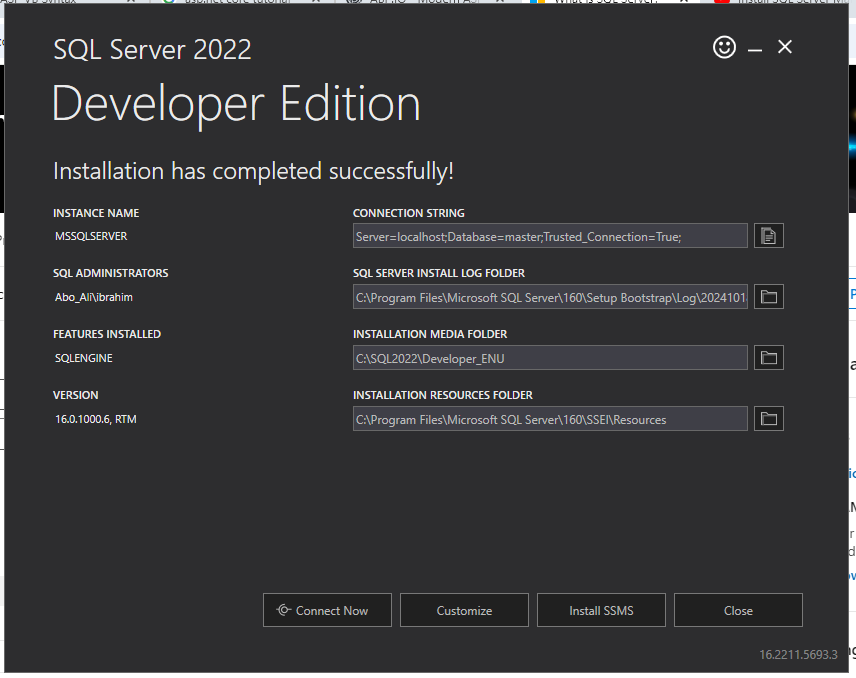 SQL Server 2022
Developer Edition
Installation has completed successfully!
INSTANCE NAME
MSSQLSERVER
CONNECTION STRING
Server=localhost;Database=master;Trusted_Connection=True;
SQL ADMINISTRATORS
Abo_Ali\ibrahim
SQL SERVER INSTALL LOG FOLDER
C:\Program Files\Microsoft SQL Server\160\Setup Bootstrap\Log\2024101
FEATURES INSTALLED
SQLENGINE
INSTALLATION MEDIA FOLDER
C:\SQL2022\Developer_ENU
VERSION
16.0.1000.6, RTM
INSTALLATION RESOURCES FOLDER
C:\Program Files\Microsoft SQL Server\160\SSEI\Resources
Connect Now
Customize
Install SSMS
Close
16.2211.5693.3